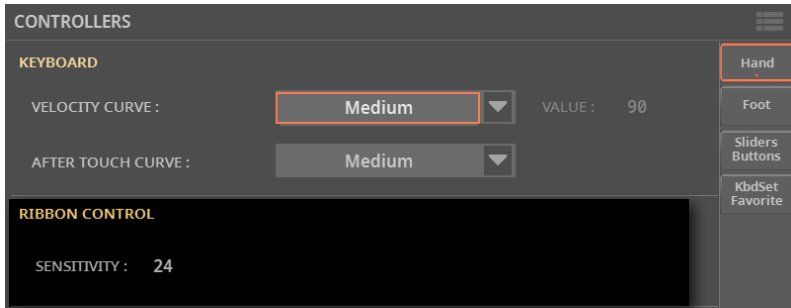 CONTROLLERS
KEYBOARD
VELOCITY CURVE : Medium VALUE : 90
AFTER TOUCH CURVE : Medium
RIBBON CONTROL
SENSITIVITY : 24
Hand
Foot
Sliders
Buttons
KbdSet
Favorite